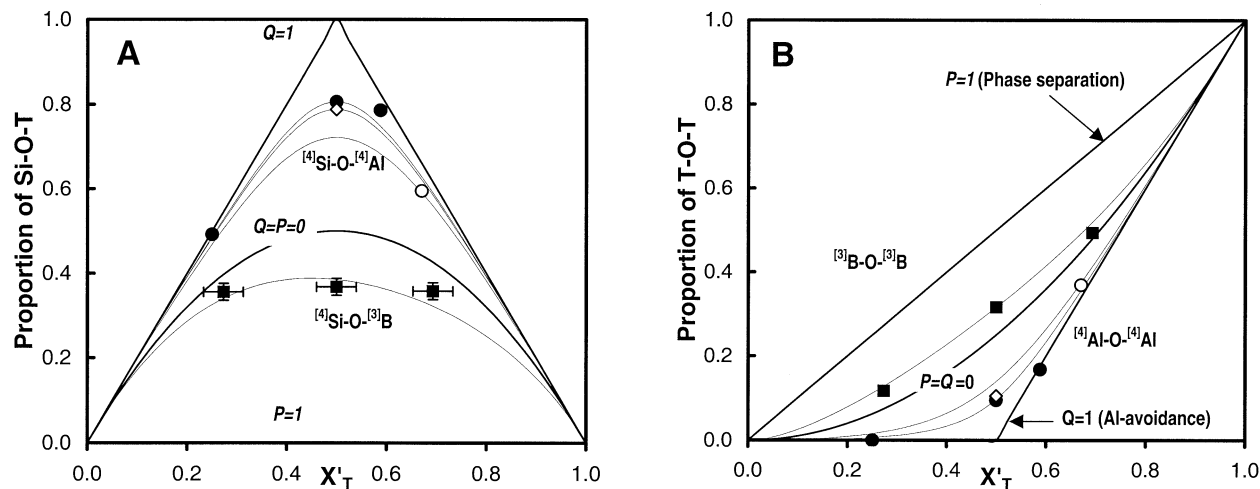 A
Proportion of Si-O-T
1.0
0.8
0.6
0.4
0.2
0.0
Q=1
[4]Si-O-[4]Al
Q=P=0
[4]Si-O-[3]B
P=1
0.0 0.2 0.4 0.6 0.8 1.0
X'T
B
Proportion of T-O-T
1.0
0.8
0.6
0.4
0.2
0.0
P=1 (Phase separation)
[3]B-O-[3]B
[4]Al-O-[4]Al
P=Q=0
Q=1 (Al-avoidance)
0.0 0.2 0.4 0.6 0.8 1.0
X'T